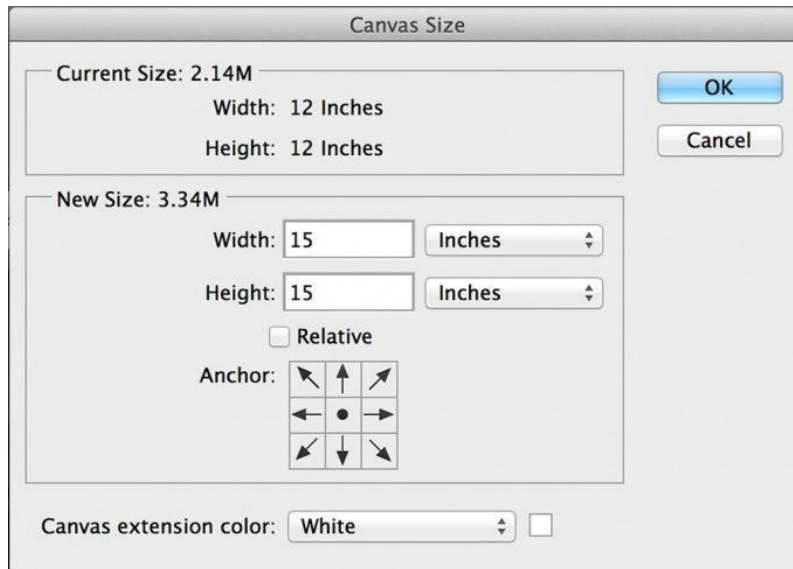 Canvas Size
Current Size: 2.14M
Width: 12 Inches
Height: 12 Inches
OK
Cancel
New Size: 3.34M
Width: 15 Inches
Height: 15 Inches
Relative
Anchor:
Canvas extension color: White